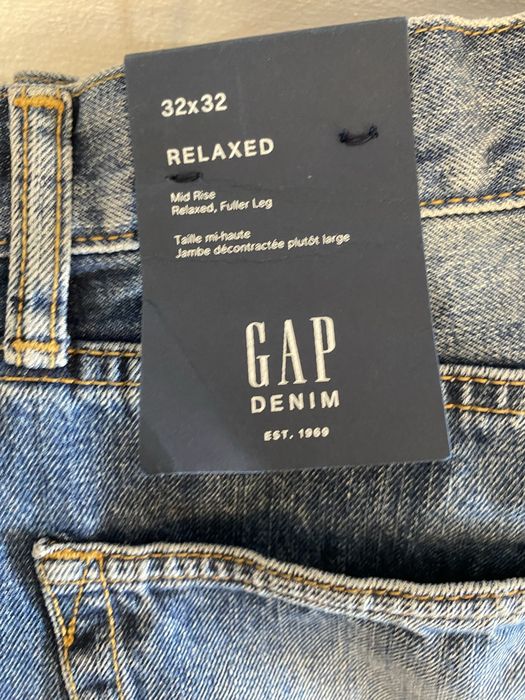 32x32
RELAXED
Mid Rise
Relaxed, Fuller Leg
Taille mi-haute
Jambe décontractée plutôt large
GAP
DENIM
EST. 1969